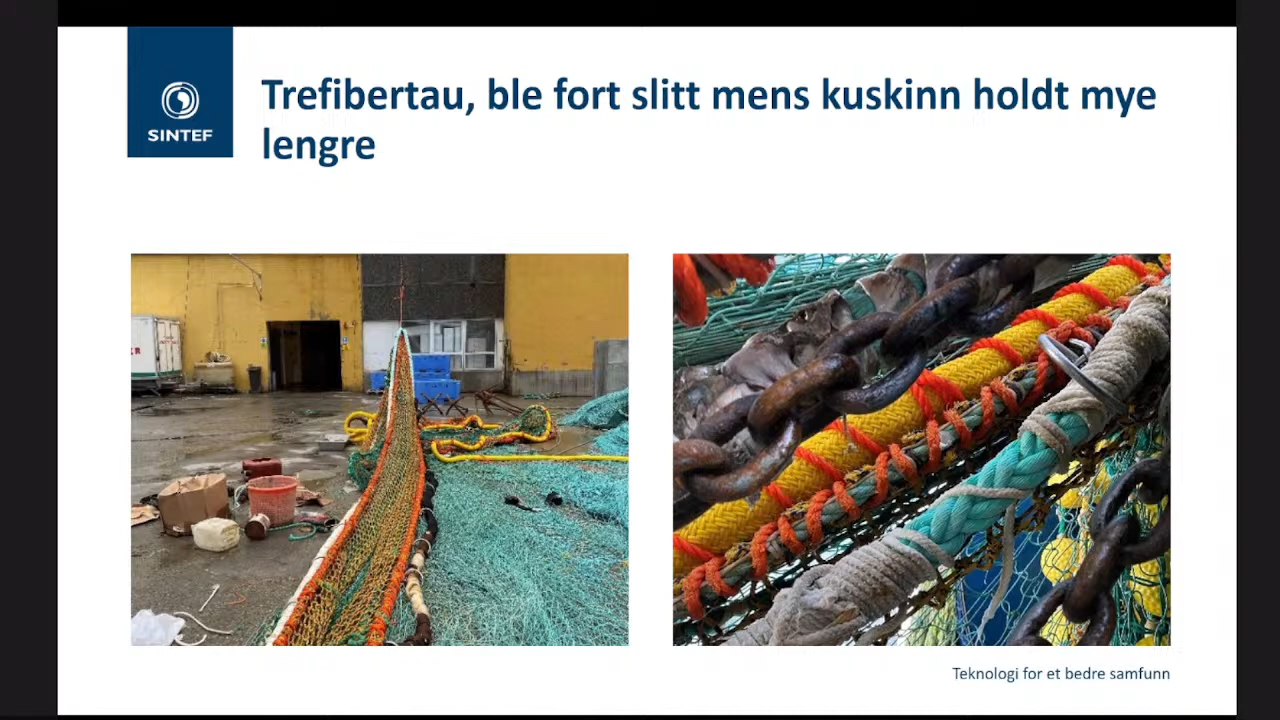 SINTEF
Trefibertau, ble fort slitt mens kuskinn holdt mye
lengre
Teknologi for et bedre samfunn